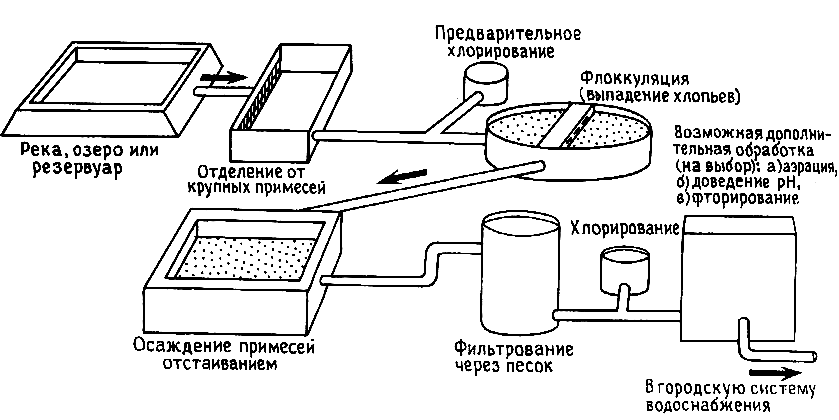 Предварительное
хлорирование
Флоккуляция
(выпадение хлопьев)
Река, озеро или
резервуар
Отделение от
крупных примесей
Возможная дополни-
тельная обработка
(на выбор): а)аэрация,
б)доведение pH,
в)фторирование
Хлорирование
Осаждение примесей
отстаиванием
Фильтрование
через песок
В городскую систему
водоснабжения